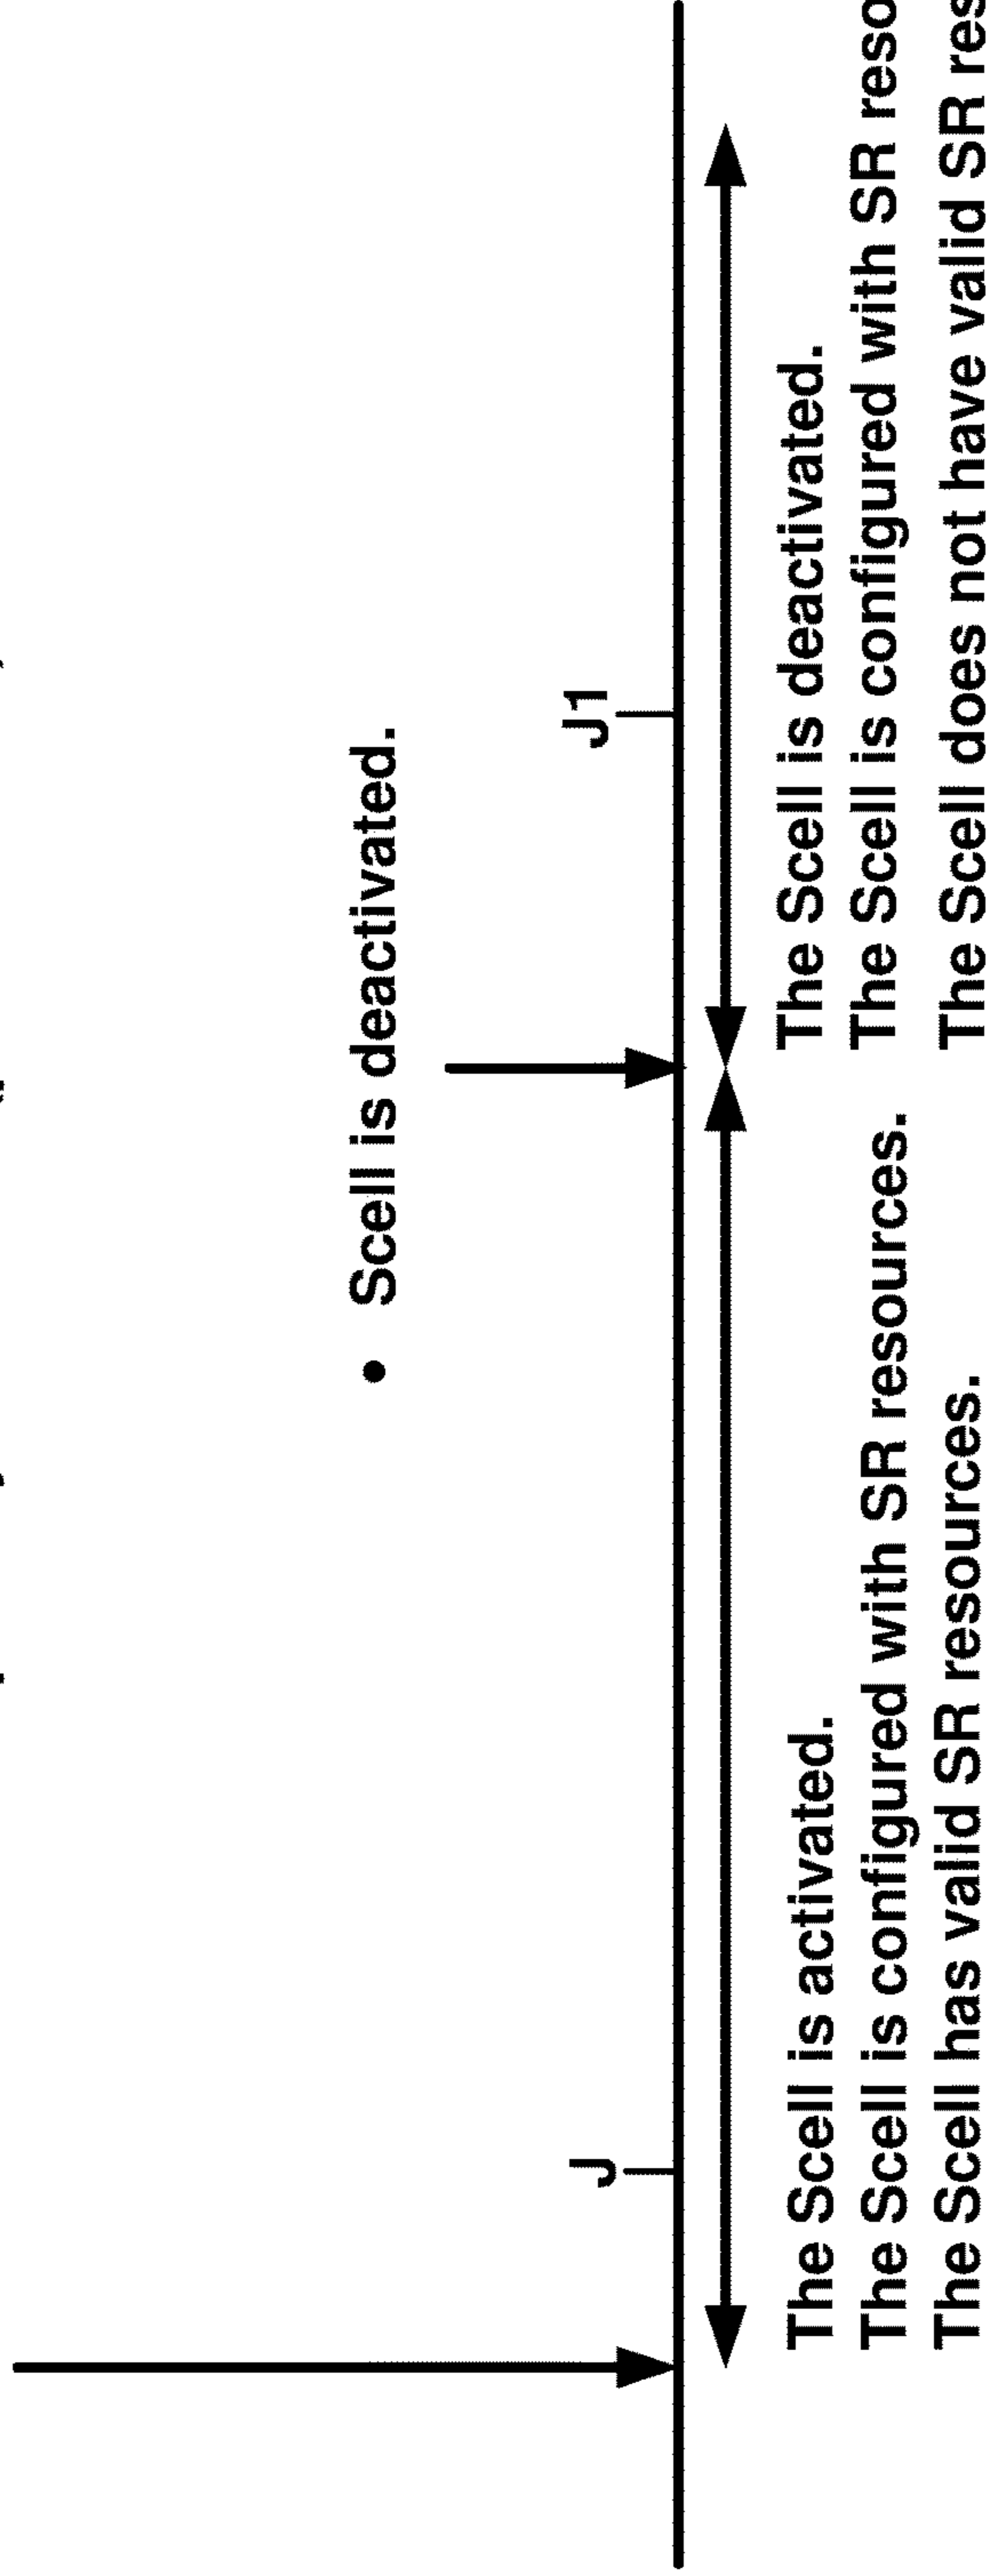 • Scell is deactivated.
J
J1
The Scell is activated.
The Scell is configured with SR resources.
The Scell has valid SR resources.
The Scell is deactivated.
The Scell is configured with SR
The Scell does not have valid SR